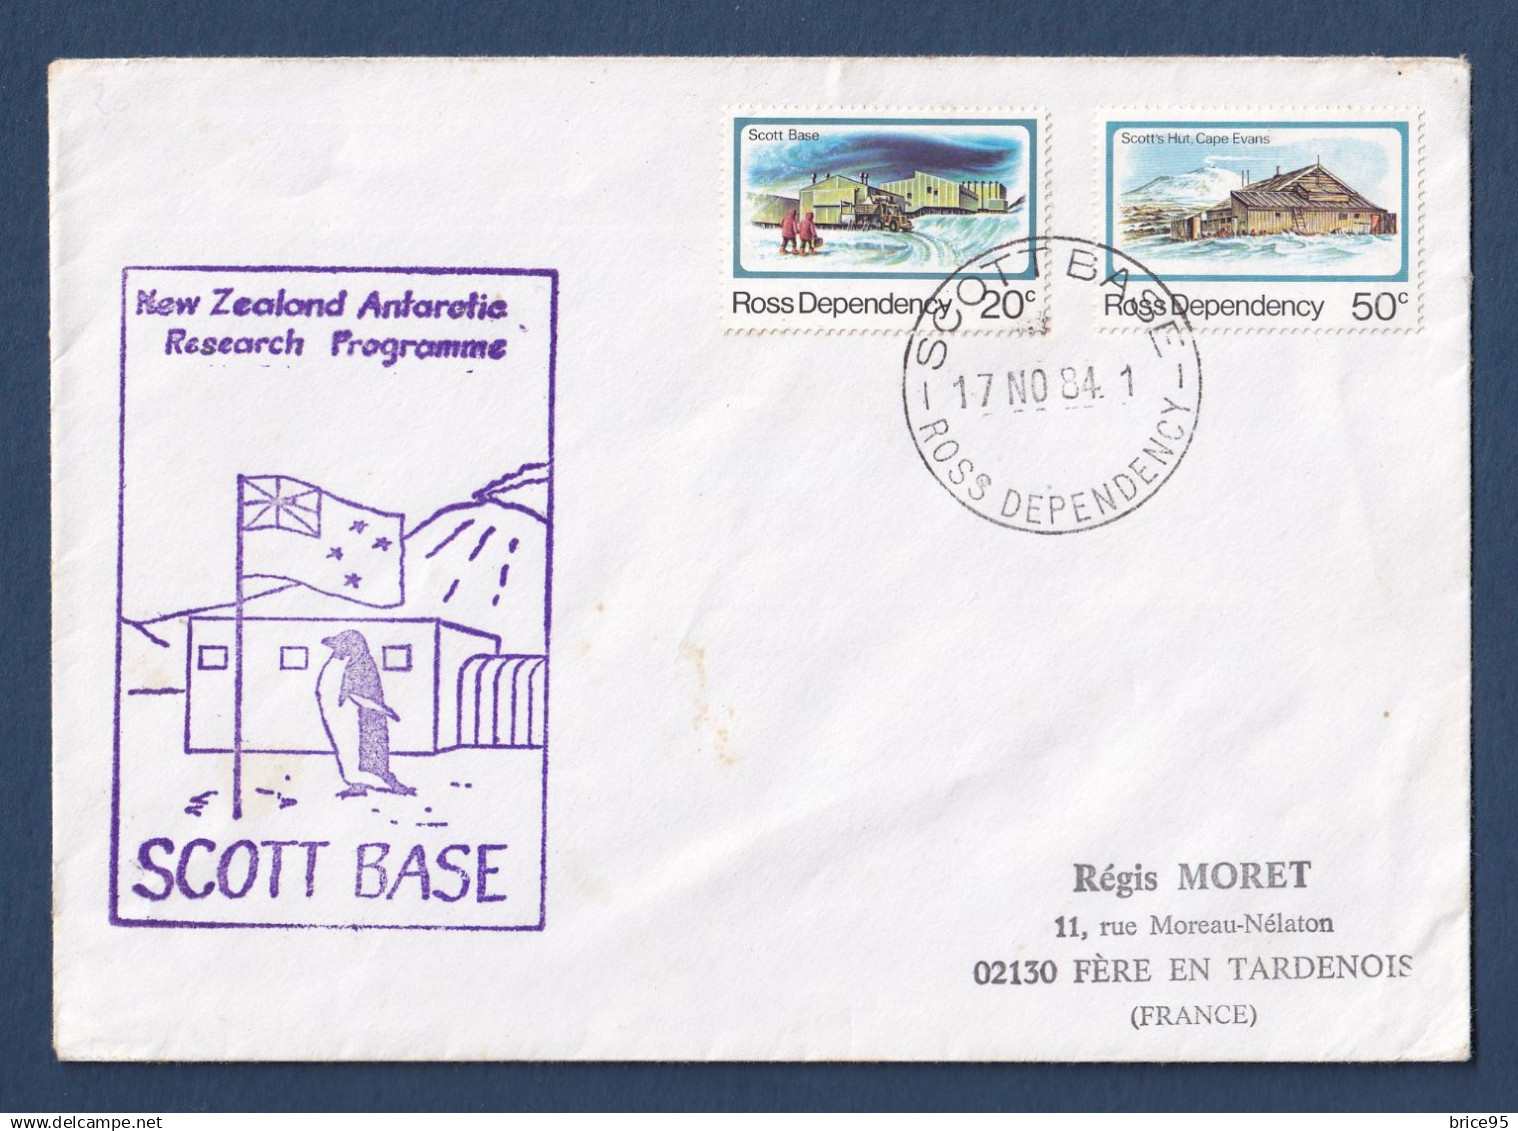 Scott Base
Ross Dependency 20c
Scott's Hut, Cape Evans
Ross Dependency 50c
SCOTT BASE
17 NO 84. 1
ROSS DEPENDENCY
New Zealand Antarctic
Research Programme
SCOTT BASE
Régis MORET
11, rue Moreau-Nélaton
02130 FÈRE EN TARDENOIS
(FRANCE)
brice95